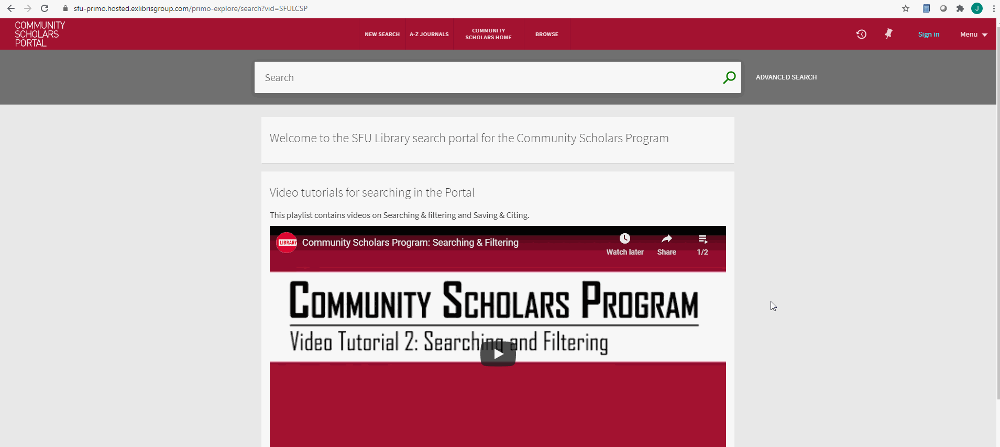 sfu-primo.hosted.exlibrisgroup.com/primo-explore/search?vid=SFULCSP
J
COMMUNITY
SCHOLARS
PORTAL
NEW SEARCH
A-Z JOURNALS
COMMUNITY
SCHOLARS HOME
BROWSE
Sign in
Menu
Search
ADVANCED SEARCH
Welcome to the SFU Library search portal for the Community Scholars Program
Video tutorials for searching in the Portal
This playlist contains videos on Searching & filtering and Saving & Citing.
LIBRARY
Community Scholars Program: Searching & Filtering
Watch later
Share
1/2
COMMUNITY SCHOLARS PROGRAM
Video Tutorial 2: Searching and Filtering